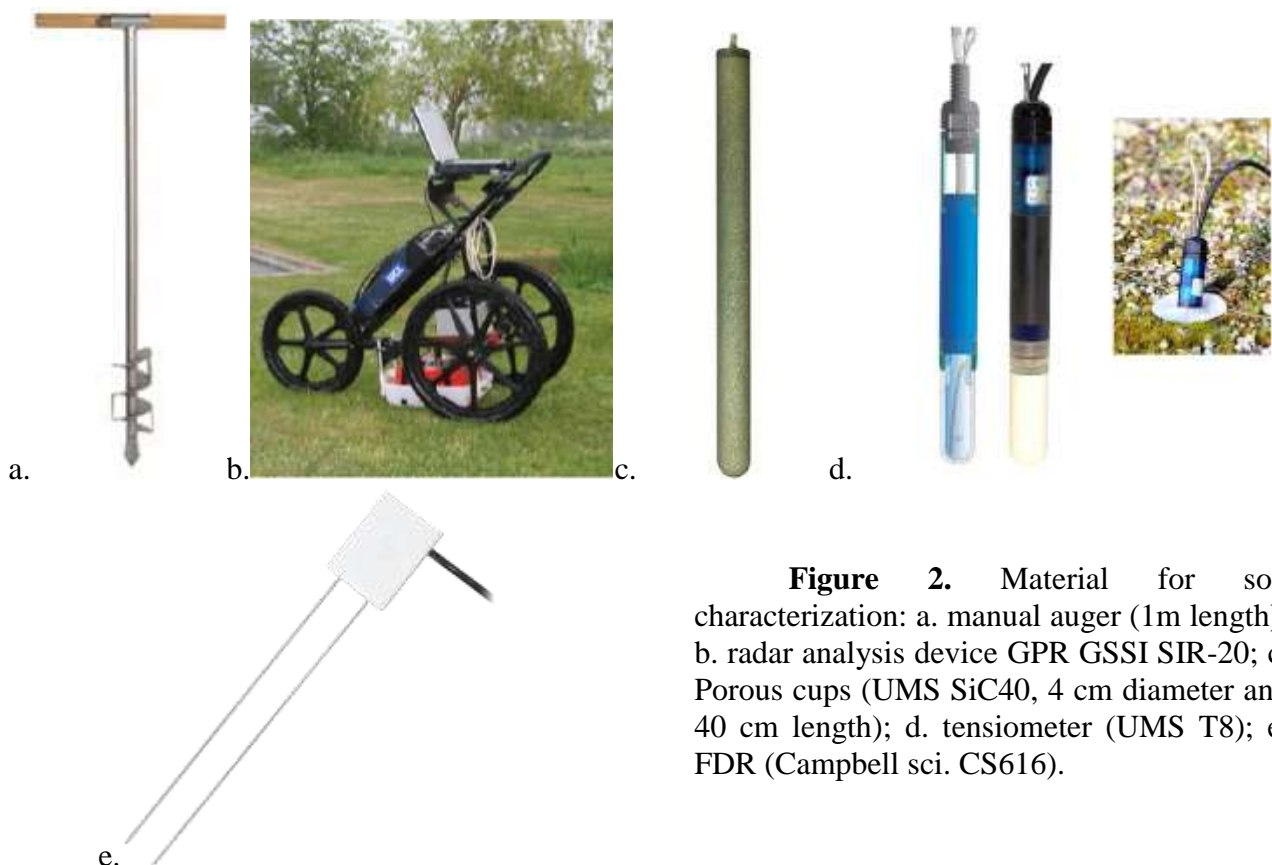 a.
b.
c.
d.
e.
Figure 2. Material for so
characterization: a. manual auger (1m length)
b. radar analysis device GPR GSSI SIR-20; c
Porous cups (UMS SiC40, 4 cm diameter an
40 cm length); d. tensiometer (UMS T8); e
FDR (Campbell sci. CS616).